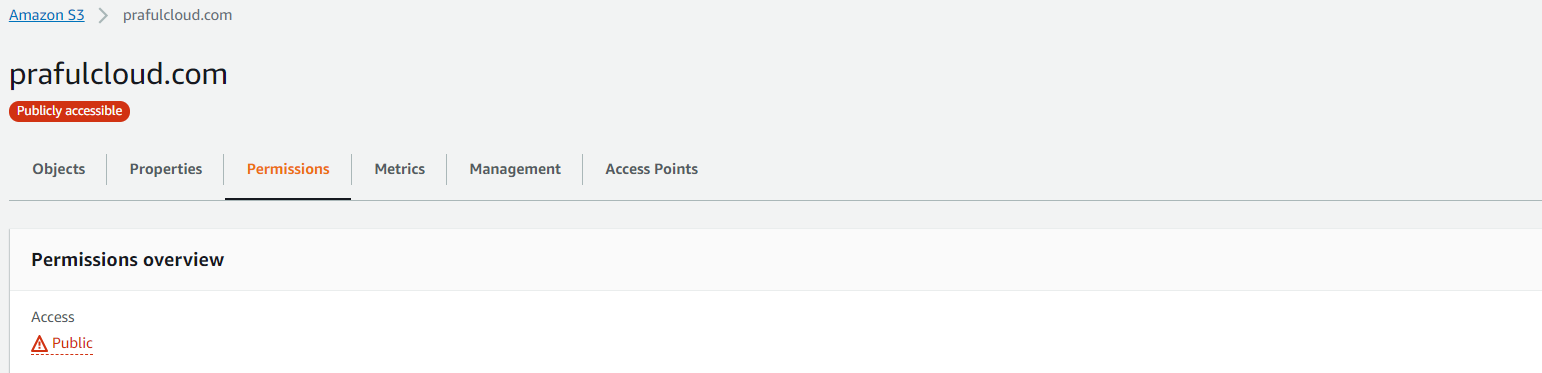 Amazon S3 prafulcloud.com
prafulcloud.com
Publicly accessible
Objects Properties Permissions Metrics Management Access Points
Permissions overview
Access
Public